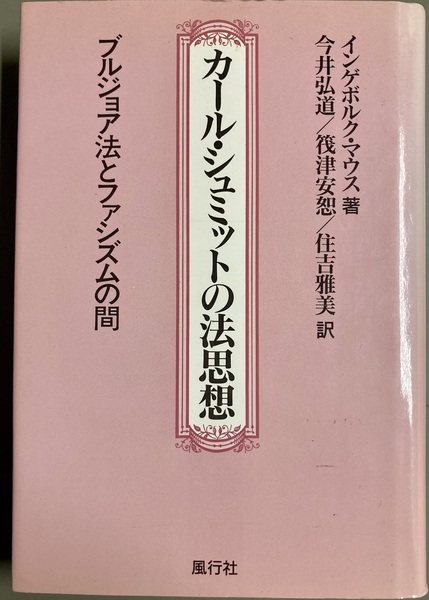 インゲボルク・マウス 著
今井弘道／筏津安恕／住吉雅美 訳
カール・シュミットの法思想
ブルジョア法とファシズムの間
風行社